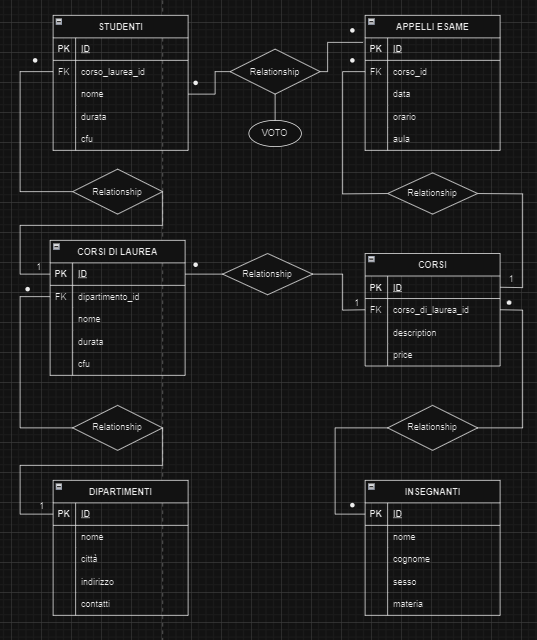 STUDENTI
PK ID
FK corso_laurea_id
nome
durata
cfu
Relationship
VOTO
APPELLI ESAME
PK ID
FK corso_id
data
orario
aula
Relationship
Relationship
CORSI DI LAUREA
1 PK ID
FK dipartimento_id
nome
durata
cfu
Relationship
1
CORSI
PK ID 1
FK corso_di_laurea_id
description
price
Relationship
Relationship
DIPARTIMENTI
1 PK ID
nome
città
indirizzo
contatti
INSEGNANTI
PK ID
nome
cognome
sesso
materia